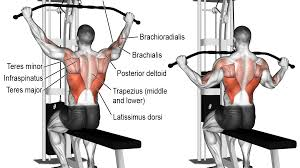 Brachioradialis
Brachialis
Teres minor
Infraspinatus
Teres major
Posterior deltoid
Trapezius (middle
and lower)
Latissimus dorsi